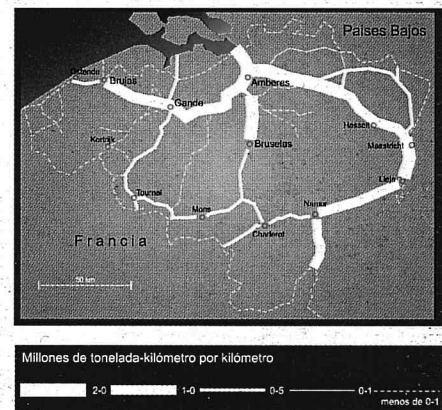 Países Bajos
Ostende
Brujas
Amberes
Gande
Hasselt
Kortrijk
Maastricht
Bruselas
Lieja
Tournai
Namur
Mons
Francia
Charleroi
50 km
Millones de tonelada-kilómetro por kilómetro
2-0
1-0
0-5
0-1
menos de 0-1